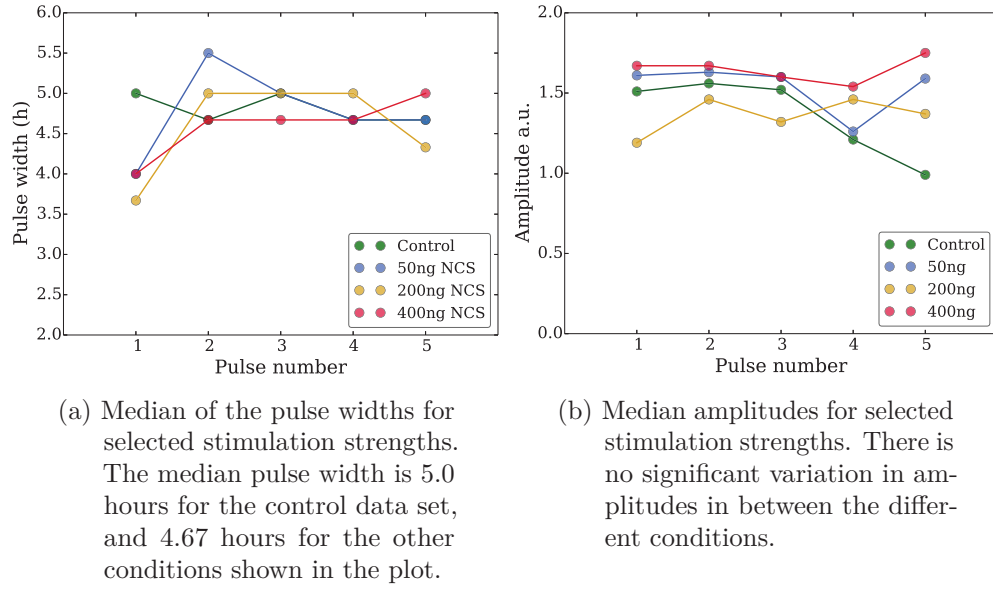 6.0
5.5
5.0
4.5
4.0
3.5
3.0
2.5
2.0
Pulse width (h)
1 2 3 4 5
Pulse number
Control
50ng NCS
200ng NCS
400ng NCS
2.0
1.5
1.0
0.5
0.0
Amplitude a.u.
1 2 3 4 5
Pulse number
Control
50ng
200ng
400ng
(a) Median of the pulse widths for
selected stimulation strengths.
The median pulse width is 5.0
hours for the control data set,
and 4.67 hours for the other
conditions shown in the plot.
(b) Median amplitudes for selected
stimulation strengths. There is
no significant variation in am-
plitudes in between the differ-
ent conditions.